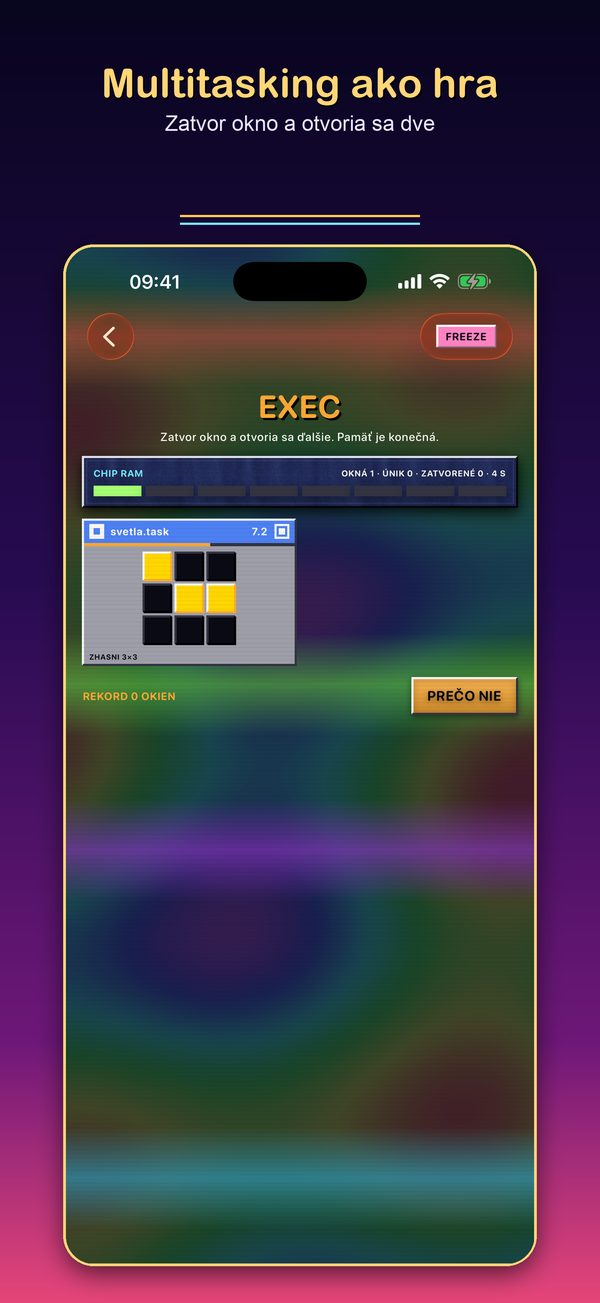 Multitasking ako hra
Zatvor okno a otvoria sa dve
09:41
FREEZE
EXEC
Zatvor okno a otvoria sa ďalšie. Pamäť je konečná.
CHIP RAM
OKNÁ 1 · ÚNIK 0 · ZATVORENÉ 0 · 4 S
svetla.task 7.2
ZHASNI 3×3
REKORD 0 OKIEN
PREČO NIE